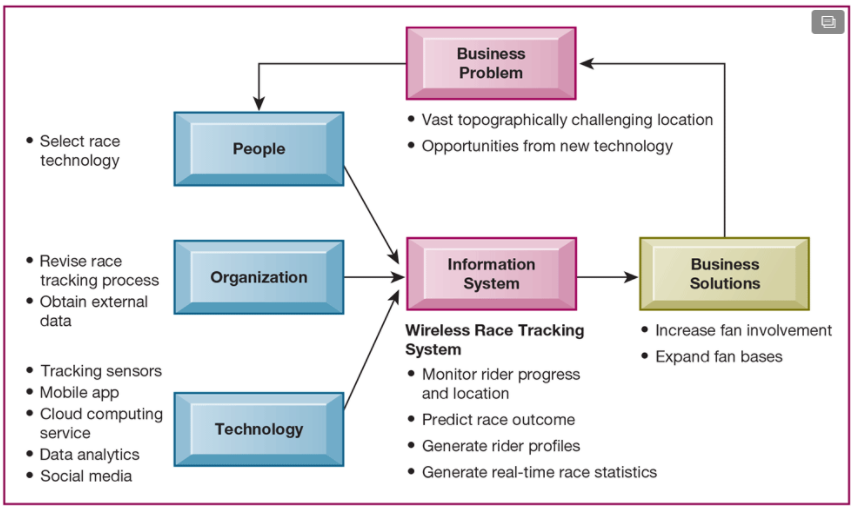 Business
Problem
• Vast topographically challenging location
• Opportunities from new technology
• Select race
technology
People
• Revise race
tracking process
• Obtain external
data
Organization
Information
System
Business
Solutions
Wireless Race Tracking
System
• Monitor rider progress
and location
• Predict race outcome
• Generate rider profiles
• Generate real-time race statistics
• Increase fan involvement
• Expand fan bases
• Tracking sensors
• Mobile app
• Cloud computing
service
• Data analytics
• Social media
Technology